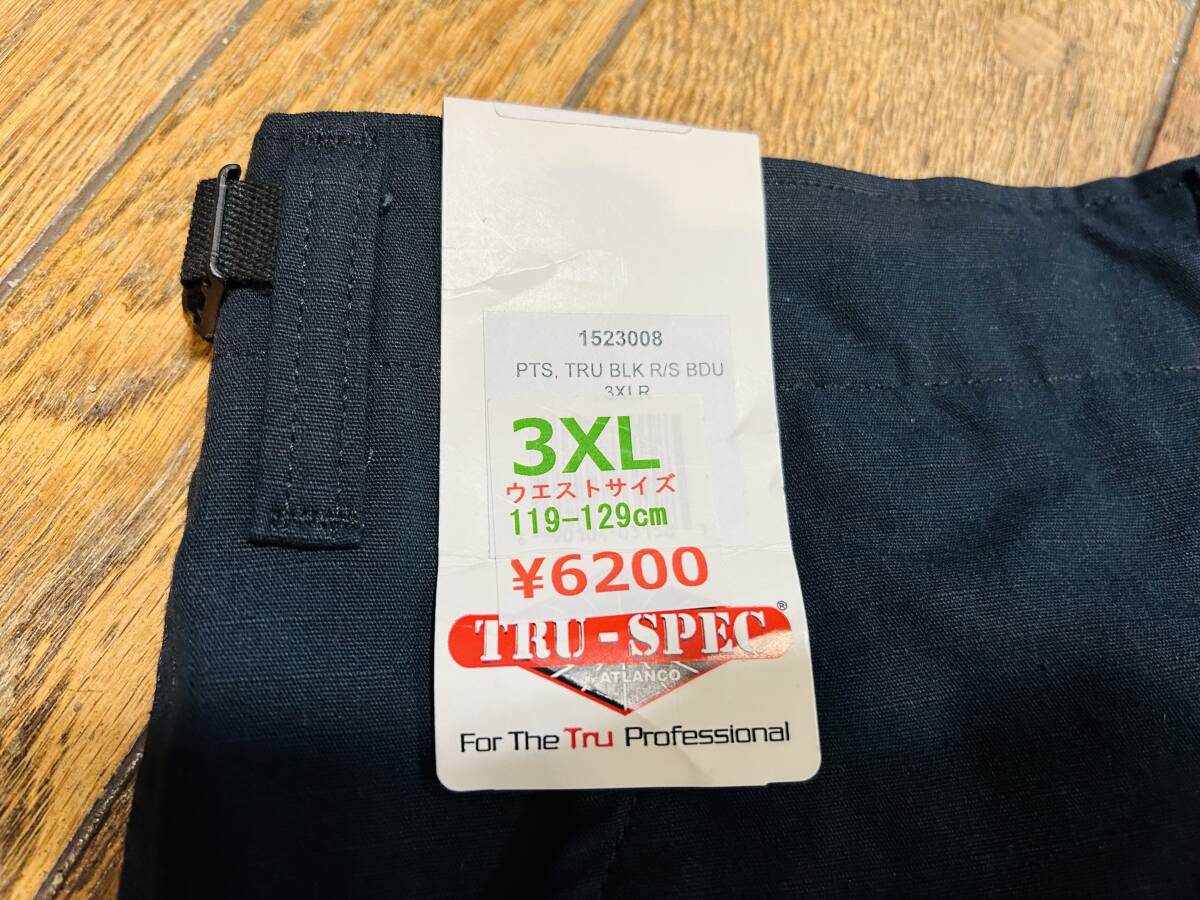 1523008
PTS, TRU BLK R/S BDU
3XLR
3XL
ウエストサイズ
119-129cm
¥6200
TRU-SPEC®
BY ATLANCO
For The Tru Professional